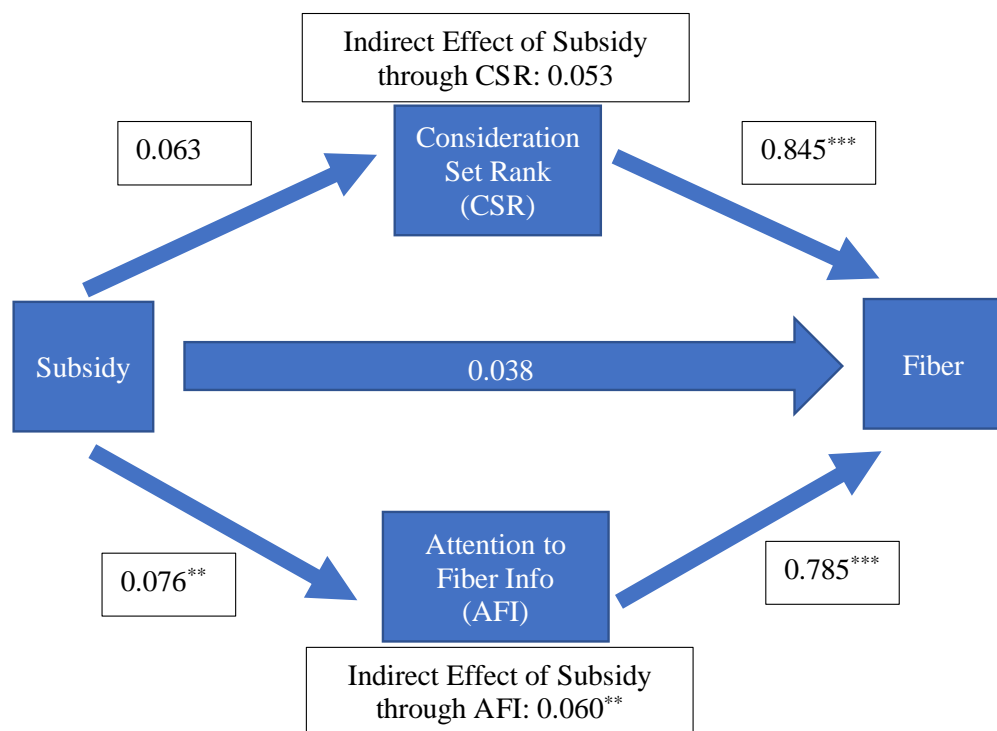 Indirect Effect of Subsidy
through CSR: 0.053
0.063
Consideration
Set Rank
(CSR)
0.845***
Subsidy
0.038
Fiber
0.076**
Attention to
Fiber Info
(AFI)
0.785***
Indirect Effect of Subsidy
through AFI: 0.060**